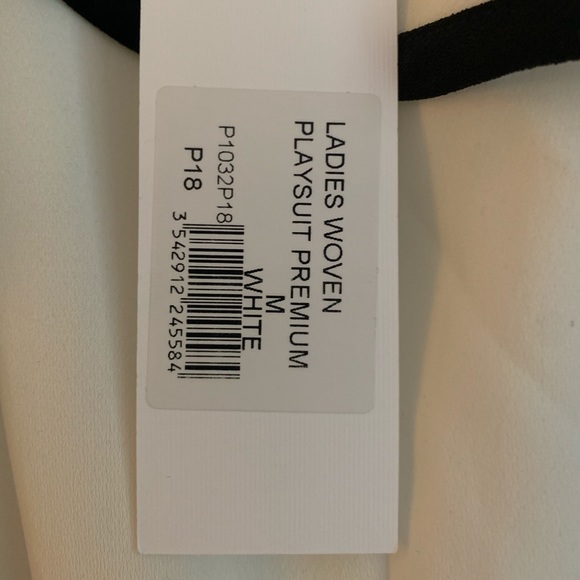 LADIES WOVEN
PLAYSUIT PREMIUM
M
WHITE
P1032P18
P18
3 542912 245584